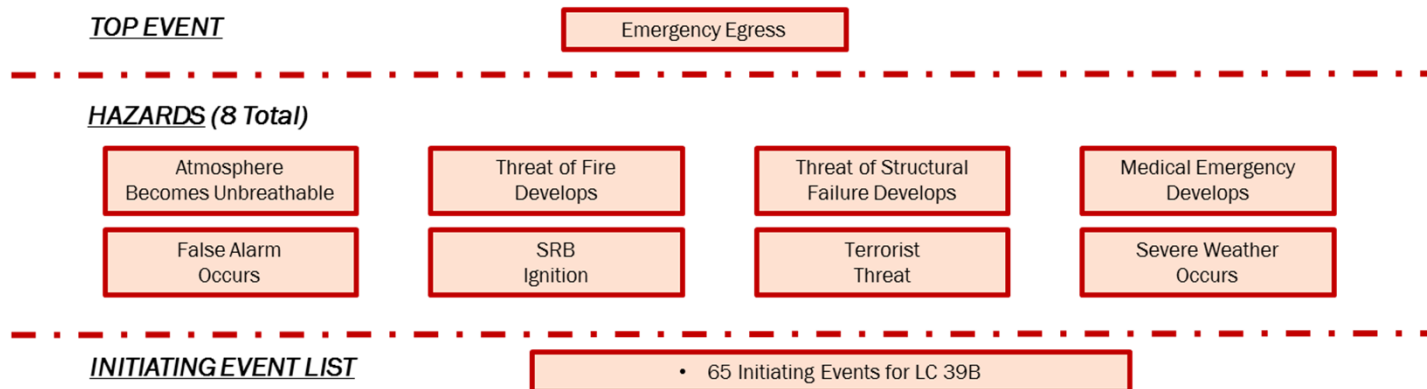 TOP EVENT
Emergency Egress
HAZARDS (8 Total)
Atmosphere
Becomes Unbreathable
Threat of Fire
Develops
Threat of Structural
Failure Develops
Medical Emergency
Develops
False Alarm
Occurs
SRB
Ignition
Terrorist
Threat
Severe Weather
Occurs
INITIATING EVENT LIST
• 65 Initiating Events for LC 39B